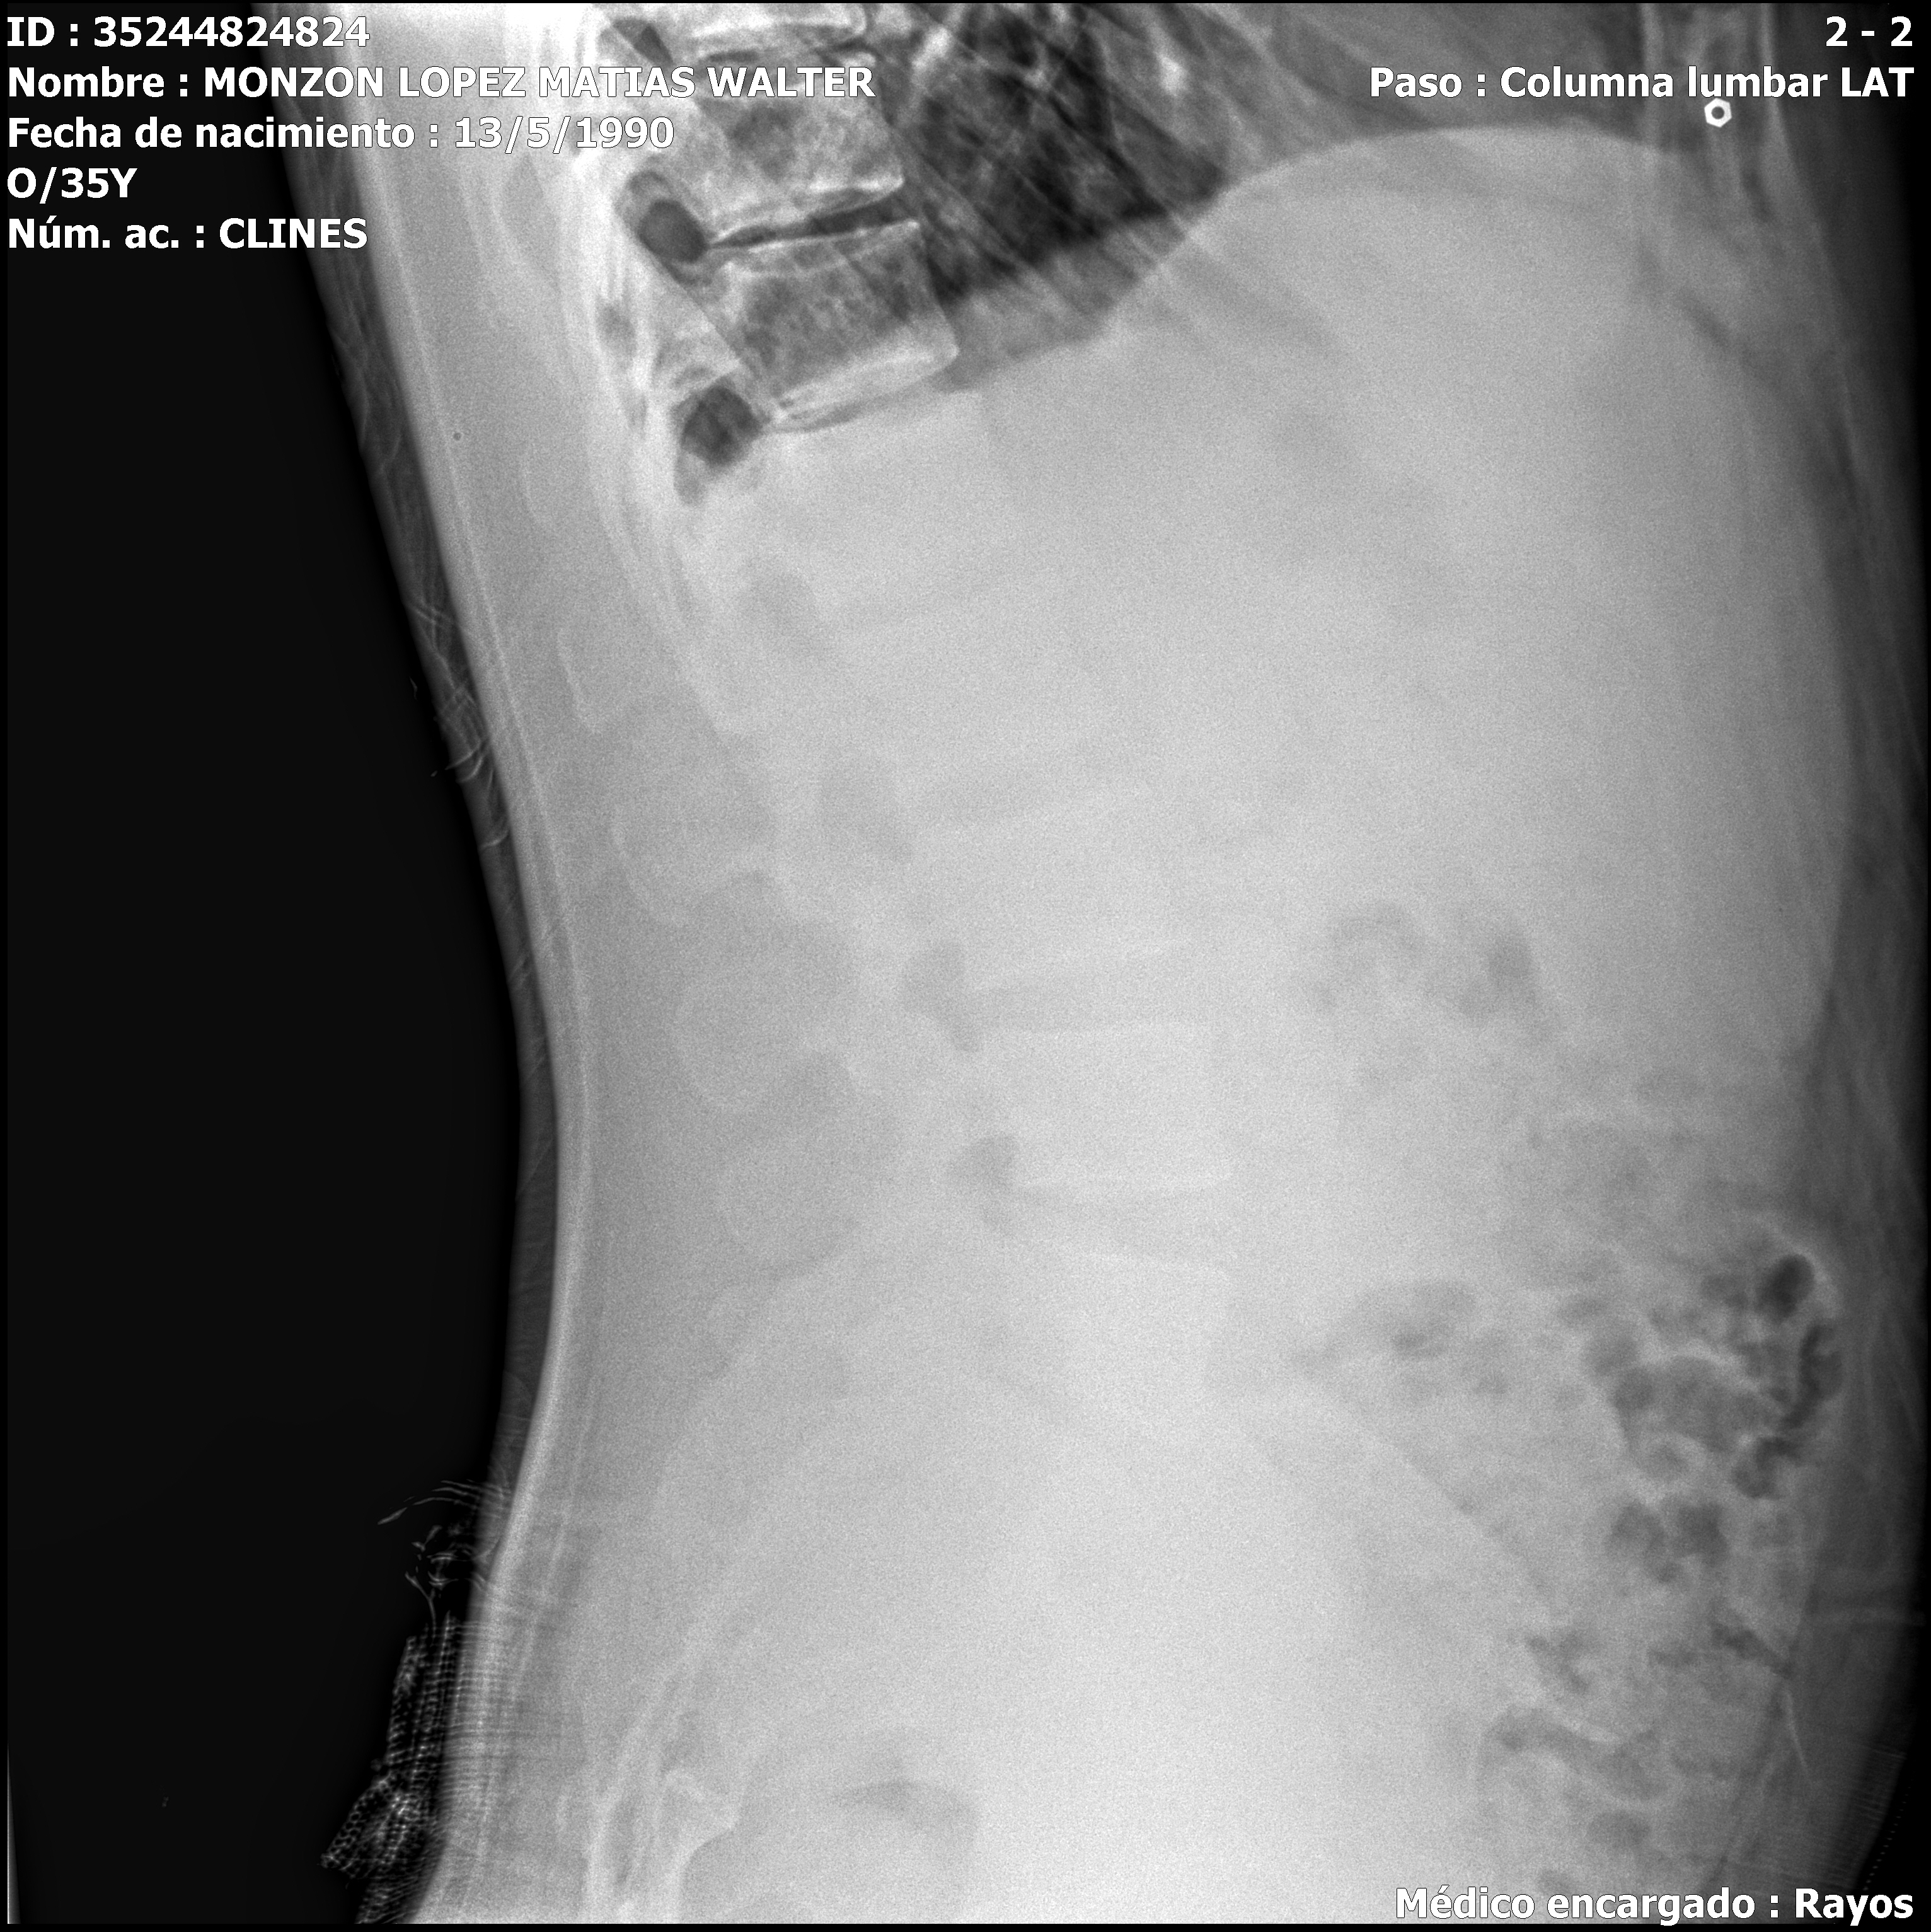 ID : 35244824824
Nombre : MONZON LOPEZ MATIAS WALTER
Fecha de nacimiento : 13/5/1990
O/35Y
Núm. ac. : CLINES
2 - 2
Paso : Columna lumbar LAT
Médico encargado : Rayos